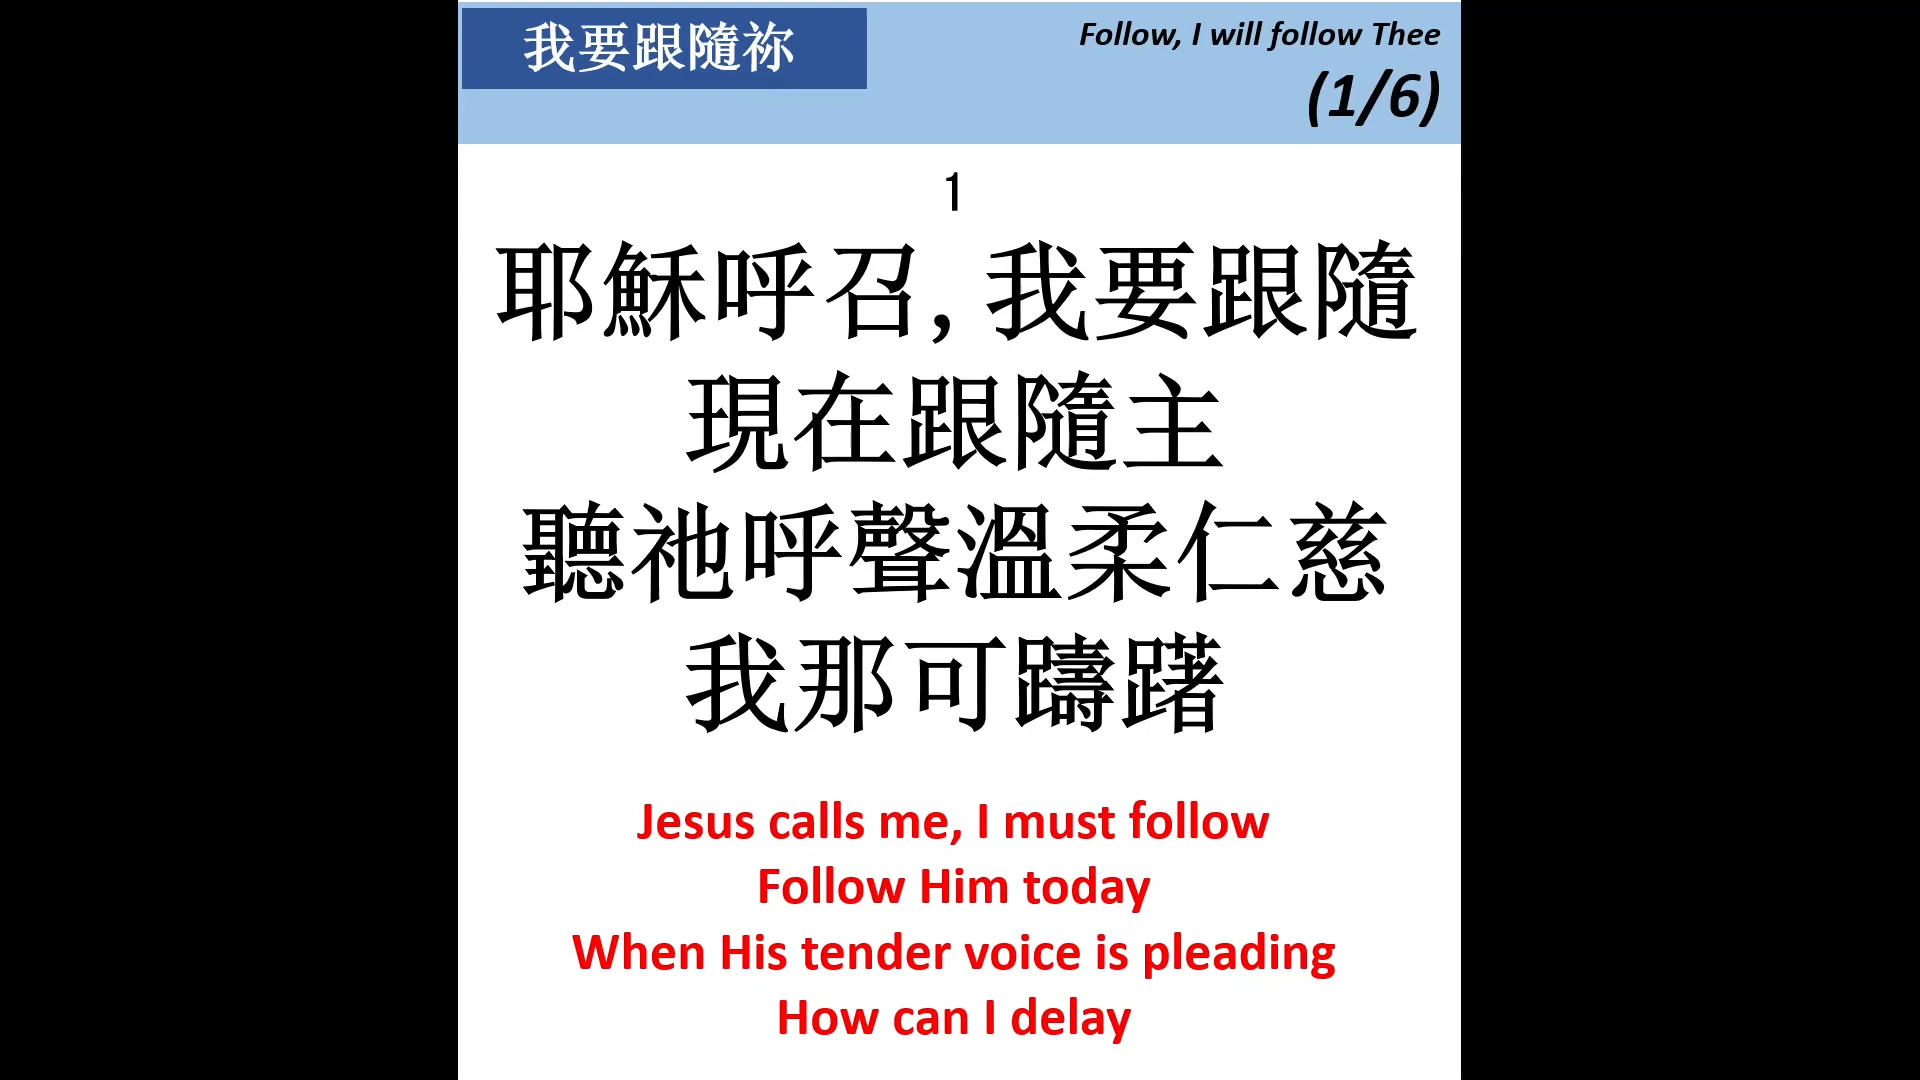 我要跟隨祢
Follow, I will follow Thee
(1/6)
1
耶穌呼召,我要跟隨
現在跟隨主
聽祂呼聲溫柔仁慈
我那可躊躇
Jesus calls me, I must follow
Follow Him today
When His tender voice is pleading
How can I delay